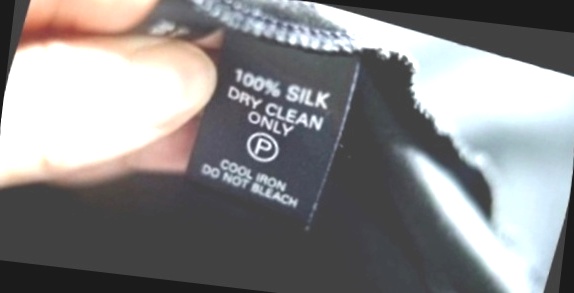 100% SILK
DRY CLEAN
ONLY
P
COOL IRON
DO NOT BLEACH